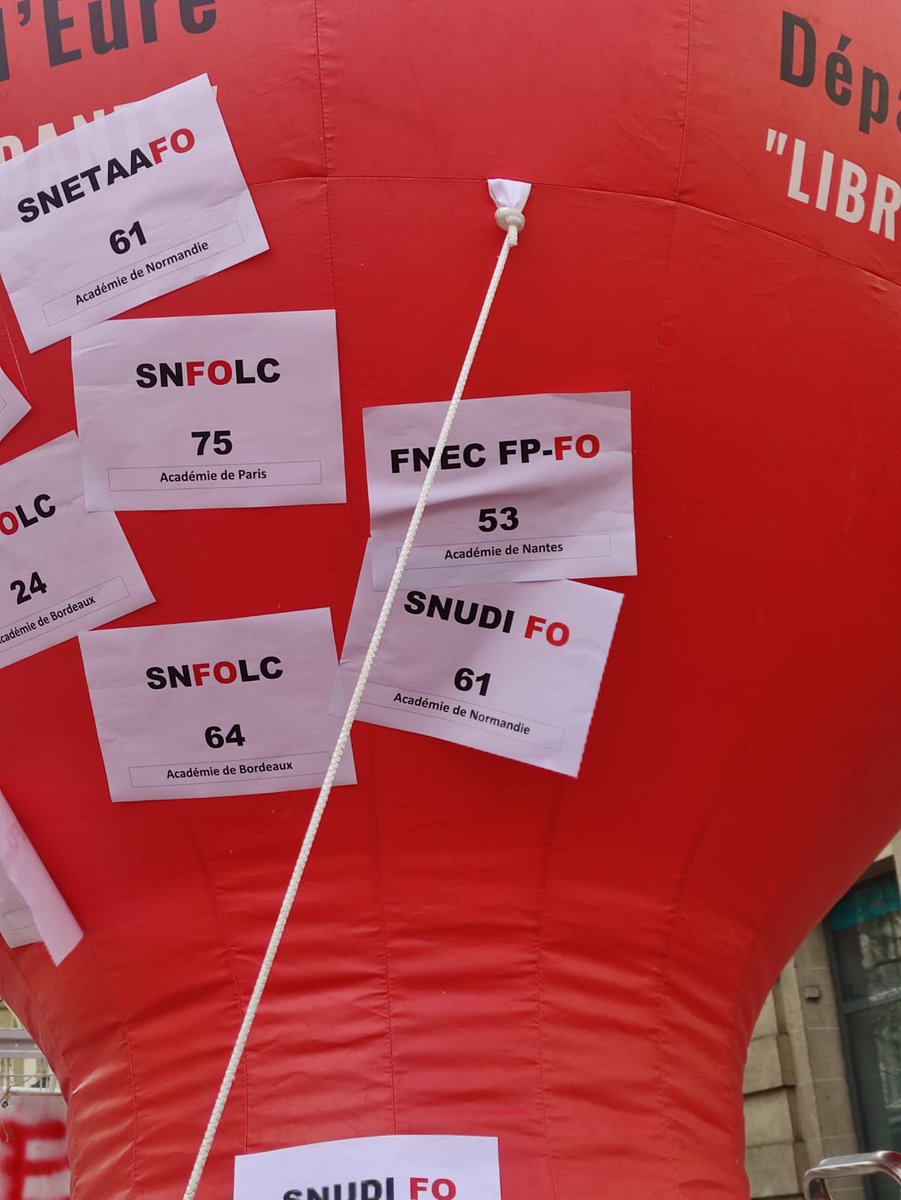 d'Eure
Dépa
"LIBR
SNETAAFO
61
Académie de Normandie
SNFOLC
75
Académie de Paris
FNEC FP-FO
53
Académie de Nantes
OLC
24
Académie de Bordeaux
SNUDI FO
61
Académie de Normandie
SNFOLC
64
Académie de Bordeaux
SNUDI FO